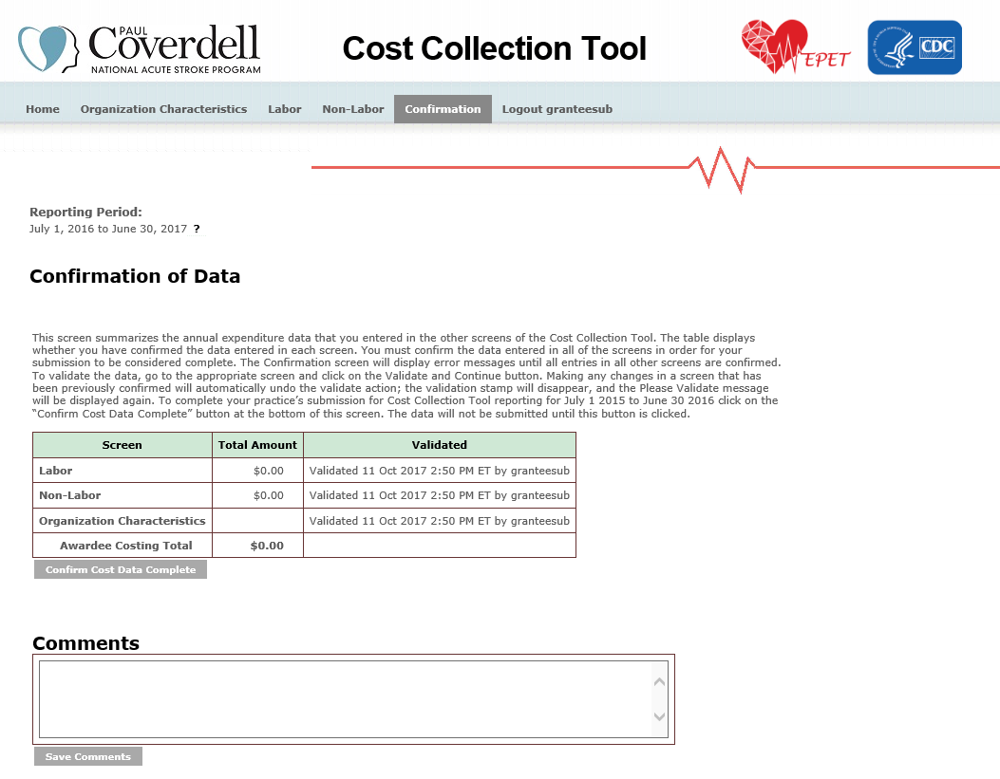 PAUL
Coverdell
NATIONAL ACUTE STROKE PROGRAM
Cost Collection Tool
EPET
CDC
Home Organization Characteristics Labor Non-Labor Confirmation Logout granteesub
Reporting Period:
July 1, 2016 to June 30, 2017 ?
Confirmation of Data
This screen summarizes the annual expenditure data that you entered in the other screens of the Cost Collection Tool. The table displays
whether you have confirmed the data entered in each screen. You must confirm the data entered in all of the screens in order for your
submission to be considered complete. The Confirmation screen will display error messages until all entries in all other screens are confirmed.
To validate the data, go to the appropriate screen and click on the Validate and Continue button. Making any changes in a screen that has
been previously confirmed will automatically undo the validate action; the validation stamp will disappear, and the Please Validate message
will be displayed again. To complete your practice's submission for Cost Collection Tool reporting for July 1 2015 to June 30 2016 click on the
“Confirm Cost Data Complete” button at the bottom of this screen. The data will not be submitted until this button is clicked.
Screen Total Amount Validated
Labor $0.00 Validated 11 Oct 2017 2:50 PM ET by granteesub
Non-Labor $0.00 Validated 11 Oct 2017 2:50 PM ET by granteesub
Organization Characteristics Validated 11 Oct 2017 2:50 PM ET by granteesub
Awardee Costing Total $0.00
Confirm Cost Data Complete
Comments
Save Comments